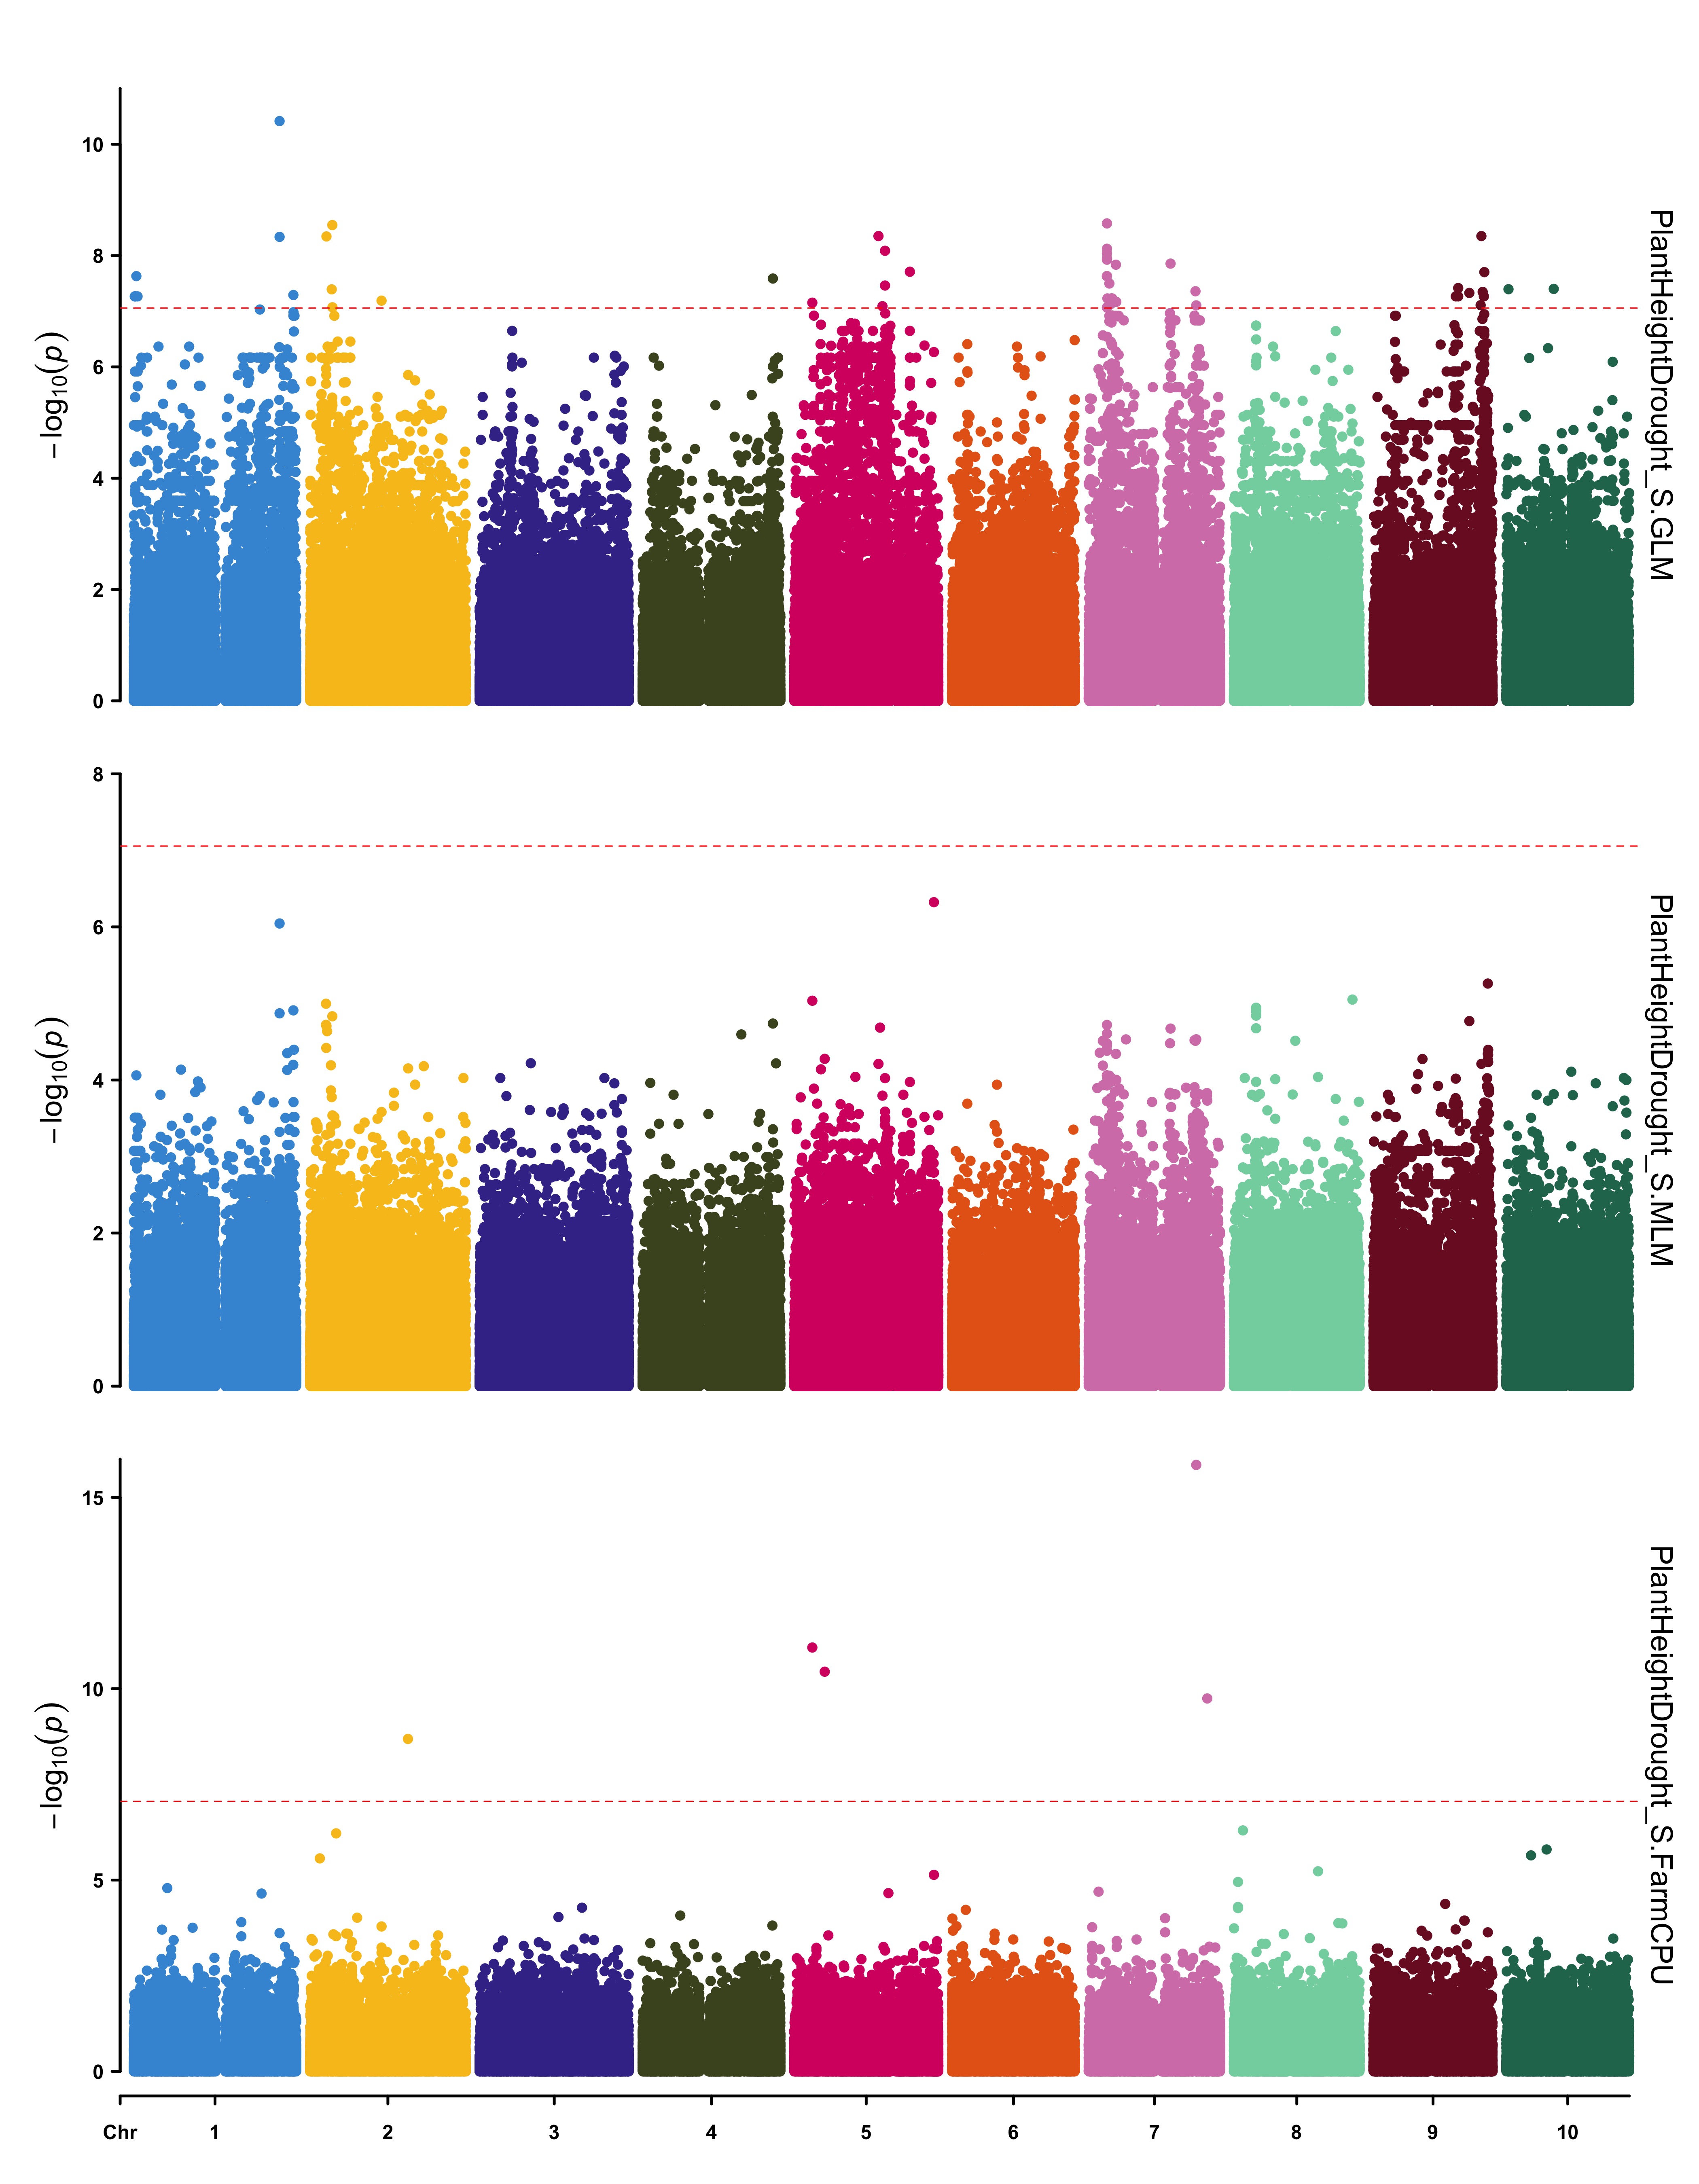 10
8
6
4
2
0
−log10(p)
PlantHeightDrought_S.GLM
8
6
4
2
0
−log10(p)
PlantHeightDrought_S.MLM
15
10
5
0
−log10(p)
PlantHeightDrought_S.FarmCPU
Chr 1 2 3 4 5 6 7 8 9 10